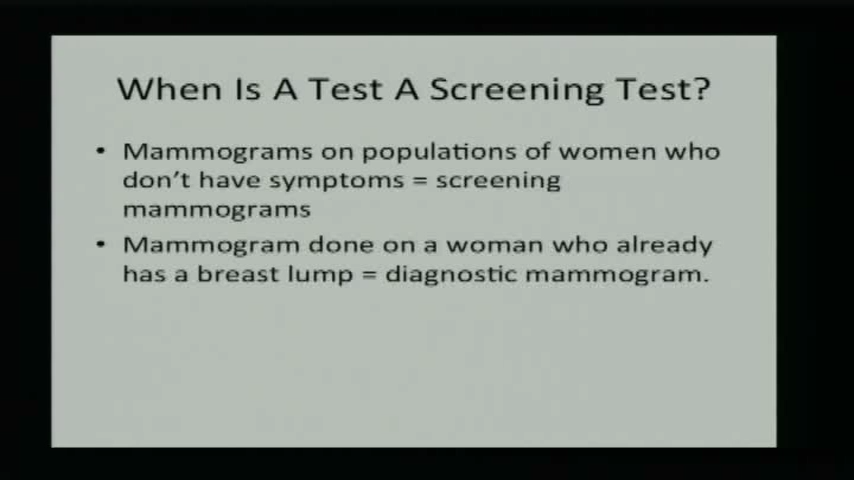 When Is A Test A Screening Test?
• Mammograms on populations of women who
don't have symptoms = screening
mammograms
• Mammogram done on a woman who already
has a breast lump = diagnostic mammogram.